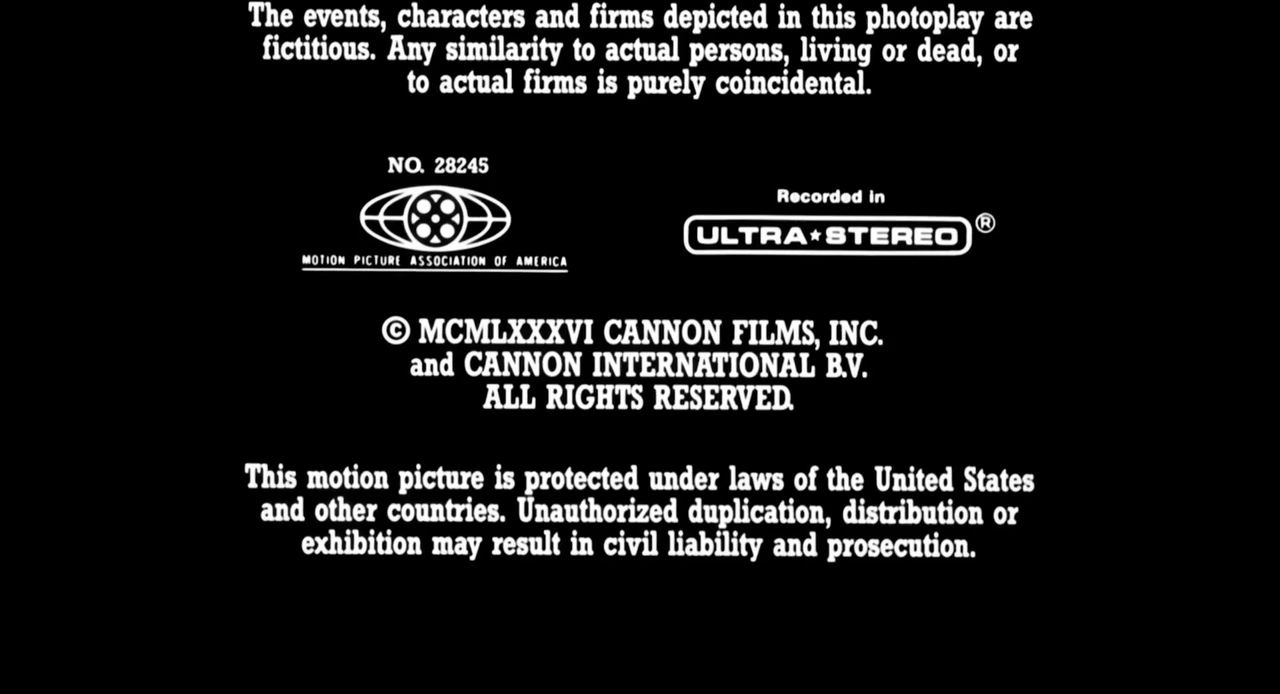 The events, characters and firms depicted in this photoplay are
fictitious. Any similarity to actual persons, living or dead, or
to actual firms is purely coincidental.
NO. 28245
MOTION PICTURE ASSOCIATION OF AMERICA
Recorded in
ULTRA★STEREO®
© MCMLXXXVI CANNON FILMS, INC.
and CANNON INTERNATIONAL B.V.
ALL RIGHTS RESERVED.
This motion picture is protected under laws of the United States
and other countries. Unauthorized duplication, distribution or
exhibition may result in civil liability and prosecution.